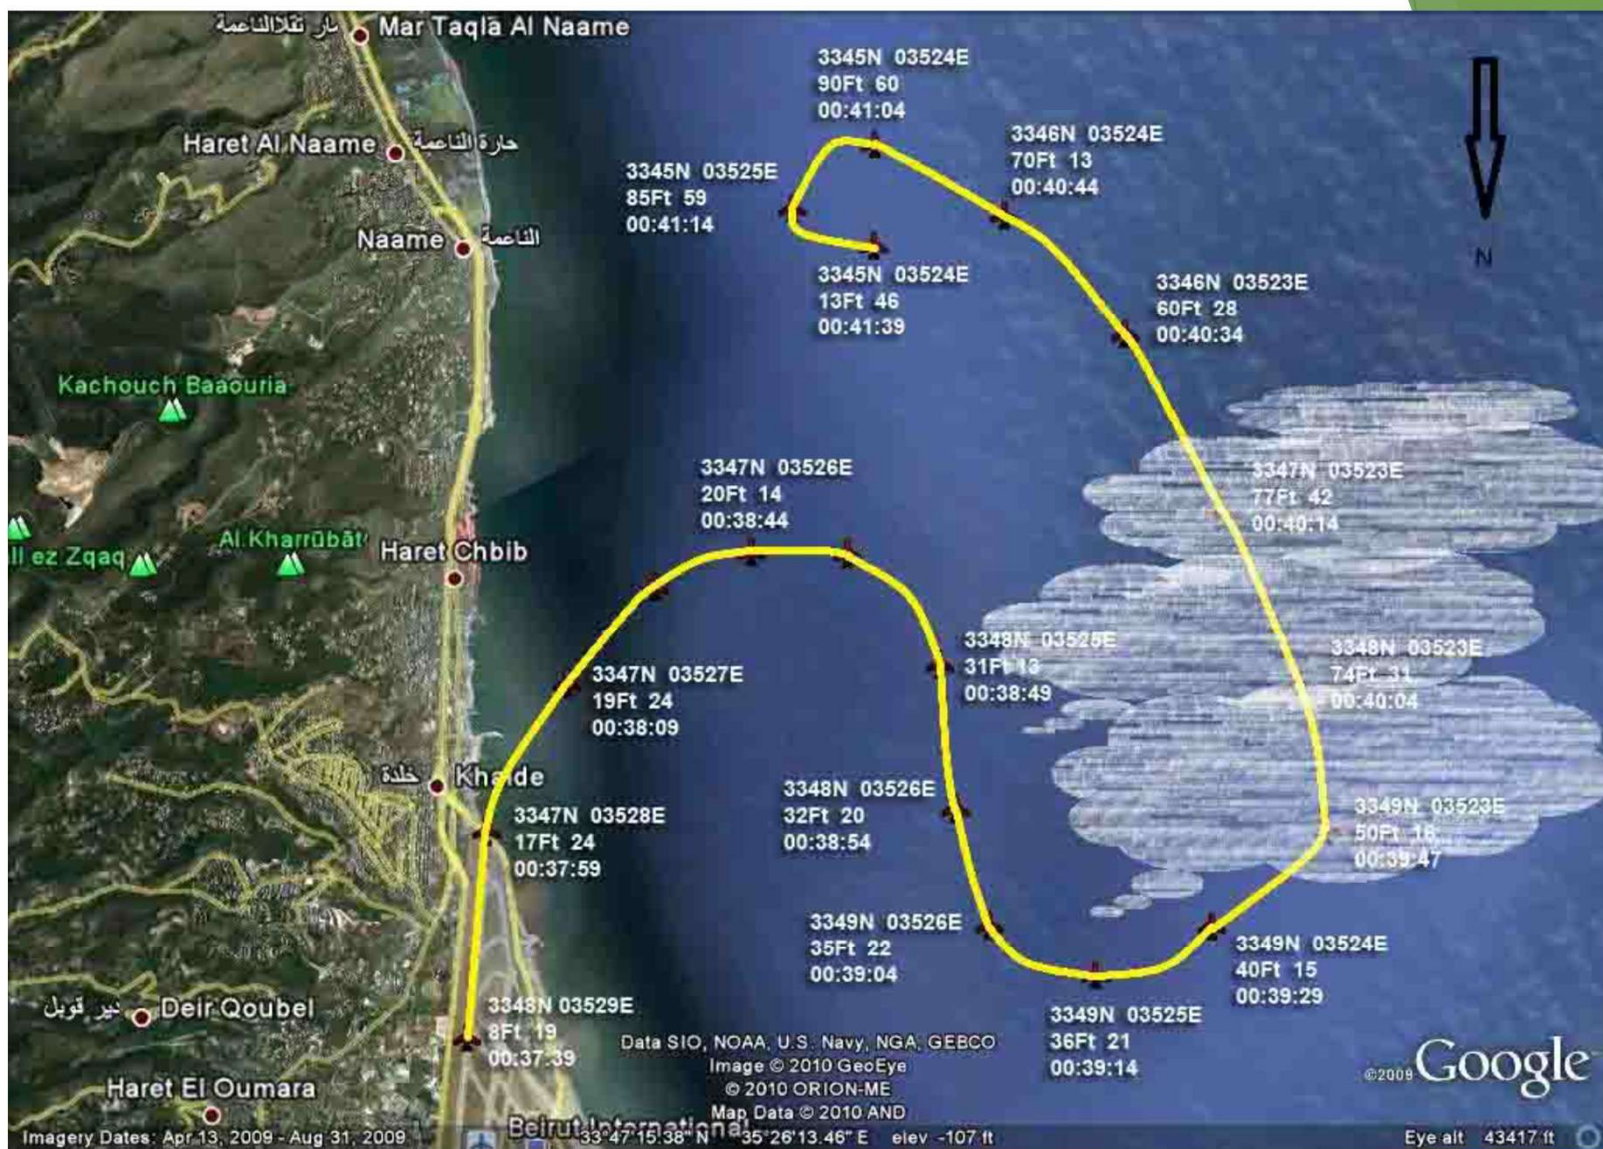 مار تقلاالناعمة Mar Taqla Al Naame
3345N 03524E
90Ft 60
00:41:04
Haret Al Naame حارة الناعمة
3346N 03524E
70Ft 13
00:40:44
3345N 03525E
85Ft 59
00:41:14
Naame الناعمة
N
3345N 03524E
13Ft 46
00:41:39
3346N 03523E
60Ft 28
00:40:34
Kachouch Baaouria
3347N 03526E
20Ft 14
00:38:44
3347N 03523E
77Ft 42
00:40:14
ll ez Zqaq
Al Kharrūbāt
Haret Chbib
3348N 03525E
31Ft 13
00:38:49
3348N 03523E
74Ft 31
00:40:04
3347N 03527E
19Ft 24
00:38:09
خلدة Khalde
3347N 03528E
17Ft 24
00:37:59
3348N 03526E
32Ft 20
00:38:54
3349N 03523E
50Ft 16
00:39:47
3349N 03526E
35Ft 22
00:39:04
3349N 03524E
40Ft 15
00:39:29
دير قوبل Deir Qoubel
3348N 03529E
8Ft 19
00:37:39
3349N 03525E
36Ft 21
00:39:14
Data SIO, NOAA, U.S. Navy, NGA, GEBCO
Image © 2010 GeoEye
© 2010 ORION-ME
Map Data © 2010 AND
©2009 Google
Haret El Oumara
Beirut International
Imagery Dates: Apr 13, 2009 - Aug 31, 2009
33°47'15.38" N 35°26'13.46" E elev -107 ft
Eye alt 43417 ft